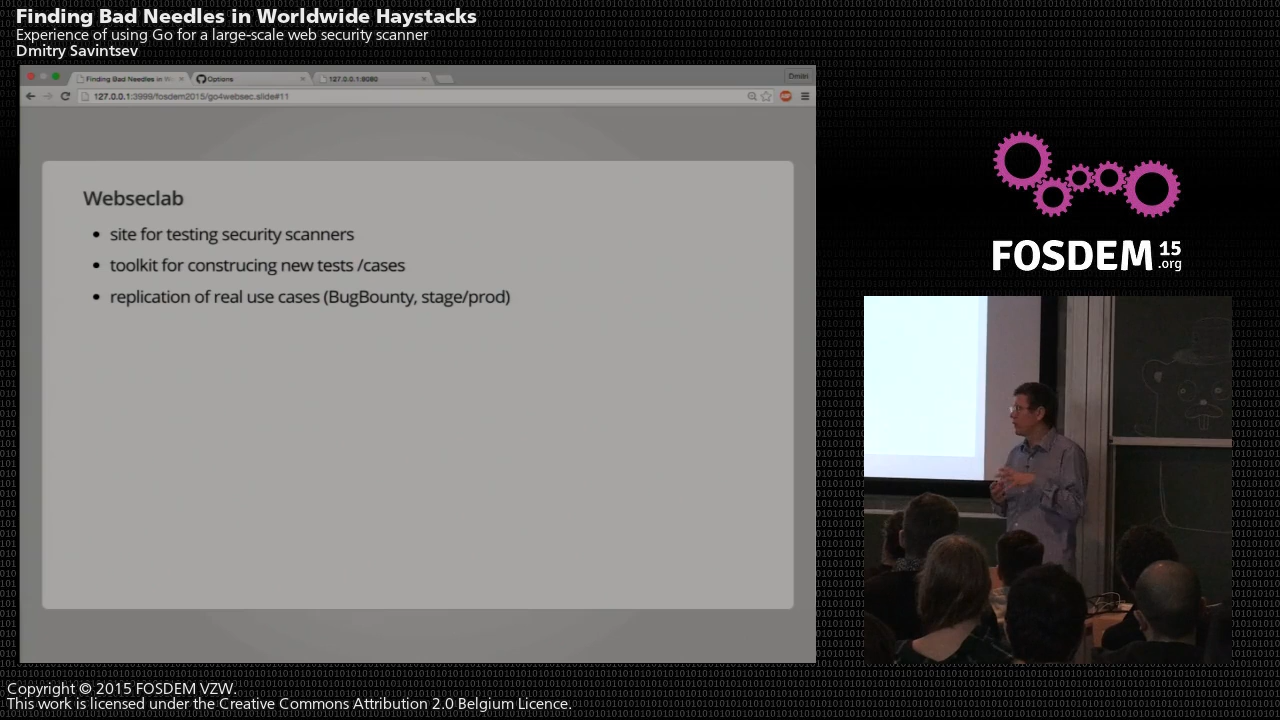 Finding Bad Needles in Worldwide Haystacks
Experience of using Go for a large-scale web security scanner
Dmitry Savintsev
Finding Bad Needles in W
Options
127.0.0.1:8080
Dmitri
127.0.0.1:3999/fosdem2015/go4websec.slide#11
Webseclab
site for testing security scanners
toolkit for construcing new tests /cases
replication of real use cases (BugBounty, stage/prod)
FOSDEM 15
.org
Copyright © 2015 FOSDEM VZW.
This work is licensed under the Creative Commons Attribution 2.0 Belgium Licence.